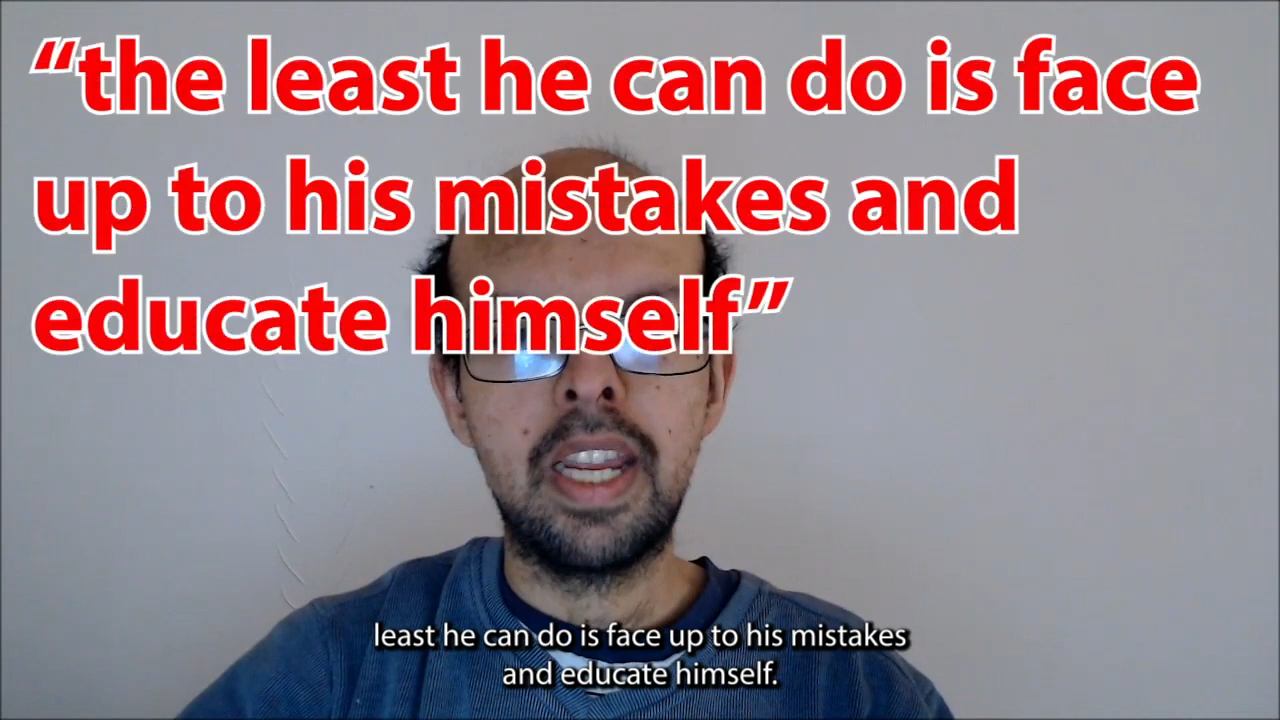 “the least he can do is face
up to his mistakes and
educate himself”
least he can do is face up to his mistakes
and educate himself.